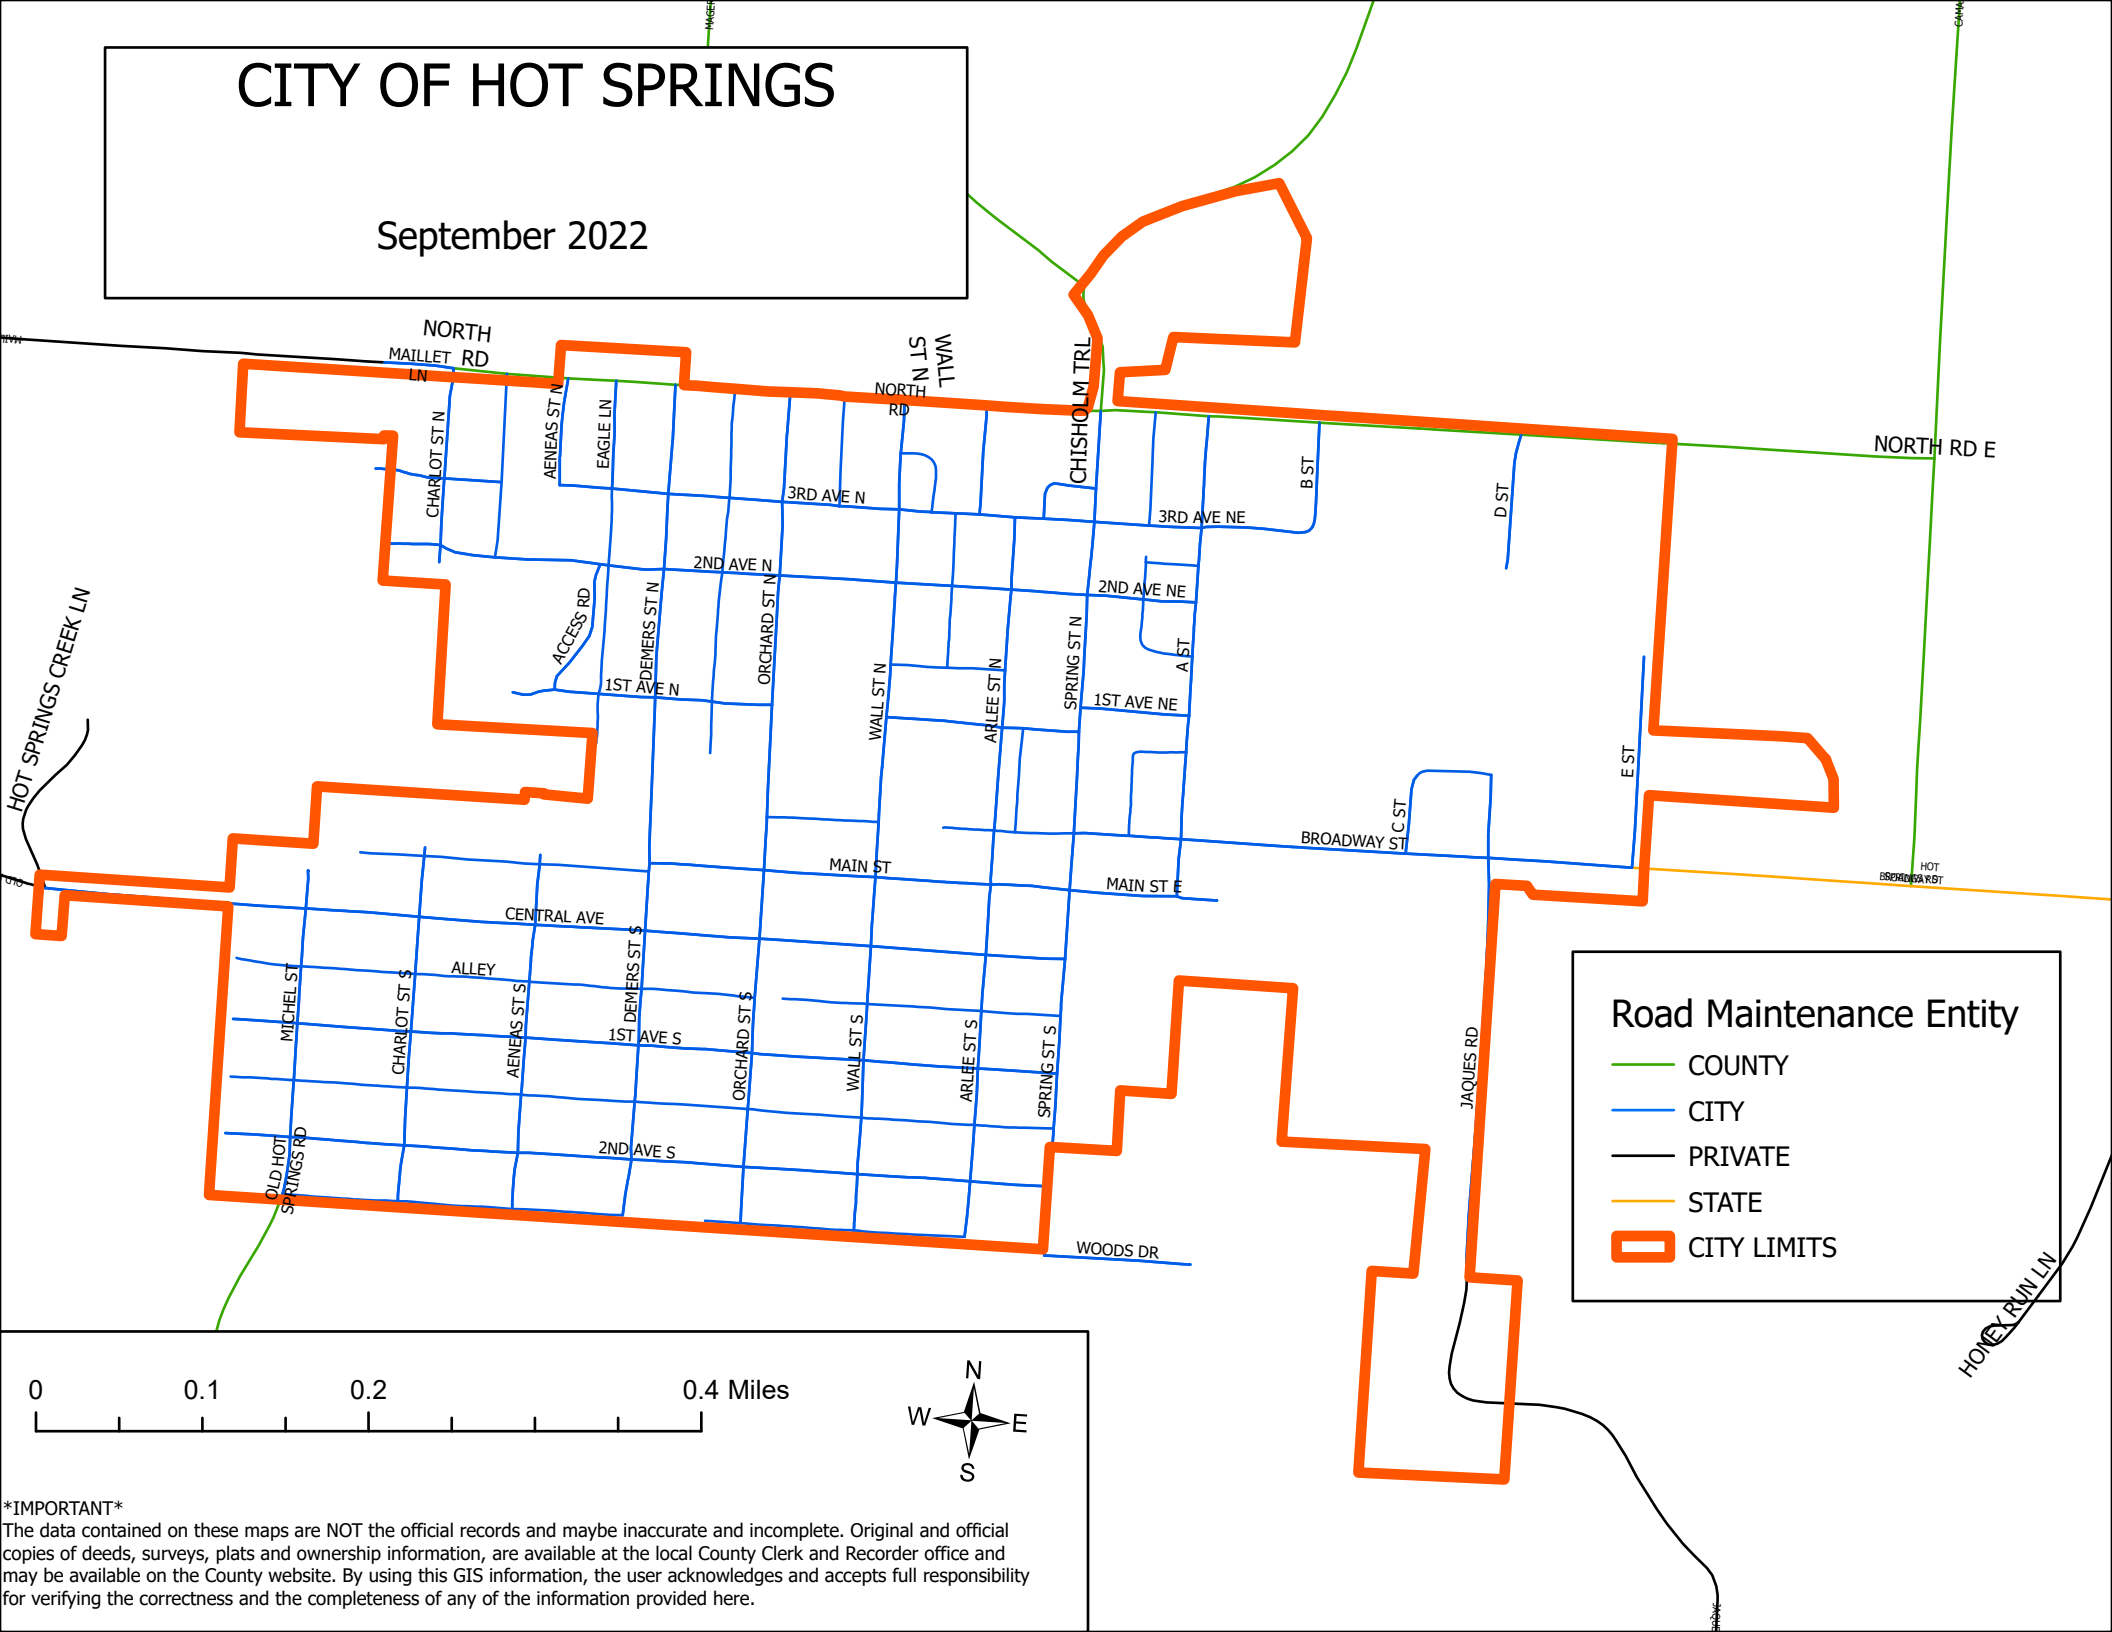 CITY OF HOT SPRINGS
September 2022
NORTH
RD
MAILLET
LN
WALL
ST N
NORTH
RD
CHISHOLM TRL
NORTH RD E
CHARLOT ST N
AENEAS ST N
EAGLE LN
3RD AVE N
3RD AVE NE
B ST
D ST
2ND AVE N
2ND AVE NE
ACCESS RD
DEMERS ST N
ORCHARD ST N
WALL ST N
ARLEE ST N
SPRING ST N
A ST
1ST AVE N
1ST AVE NE
HOT SPRINGS CREEK LN
E ST
C ST
BROADWAY ST
MAIN ST
MAIN ST E
HOT
CENTRAL AVE
ALLEY
MICHEL ST
CHARLOT ST S
AENEAS ST S
DEMERS ST S
ORCHARD ST S
WALL ST S
ARLEE ST S
SPRING ST S
1ST AVE S
JAQUES RD
2ND AVE S
OLD HOT
SPRINGS RD
WOODS DR
HONEY RUN LN
Road Maintenance Entity
COUNTY
CITY
PRIVATE
STATE
CITY LIMITS
0 0.1 0.2 0.4 Miles
N
W E
S
*IMPORTANT*
The data contained on these maps are NOT the official records and maybe inaccurate and incomplete. Original and official
copies of deeds, surveys, plats and ownership information, are available at the local County Clerk and Recorder office and
may be available on the County website. By using this GIS information, the user acknowledges and accepts full responsibility
for verifying the correctness and the completeness of any of the information provided here.